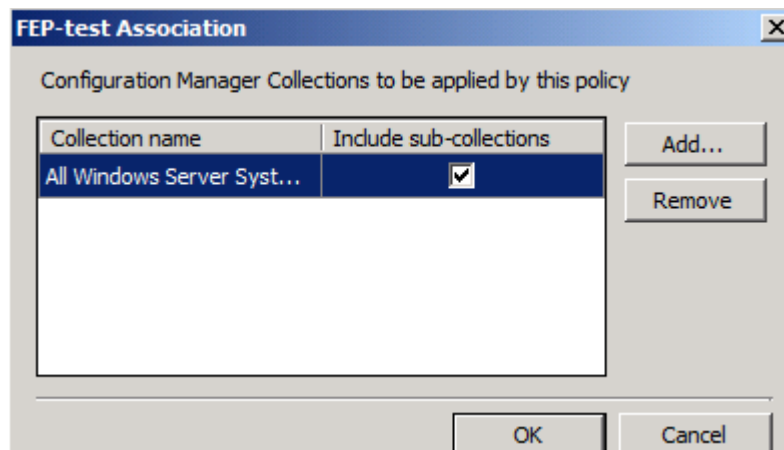 FEP-test Association
Configuration Manager Collections to be applied by this policy
Collection name Include sub-collections
All Windows Server Syst...
Add...
Remove
OK Cancel